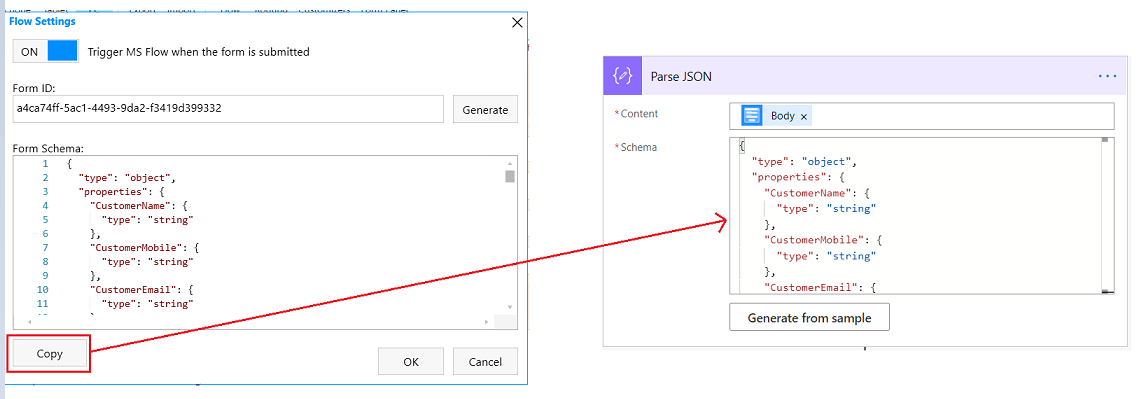 Flow Settings
ON
Trigger MS Flow when the form is submitted
Form ID:
a4ca74ff-5ac1-4493-9da2-f3419d399332
Generate
Form Schema:
1 {
2 "type": "object",
3 "properties": {
4 "CustomerName": {
5 "type": "string"
6 },
7 "CustomerMobile": {
8 "type": "string"
9 },
10 "CustomerEmail": {
11 "type": "string"
Copy
OK
Cancel
Parse JSON
* Content
Body ×
* Schema
{
"type": "object",
"properties": {
"CustomerName": {
"type": "string"
},
"CustomerMobile": {
"type": "string"
},
"CustomerEmail": {
Generate from sample